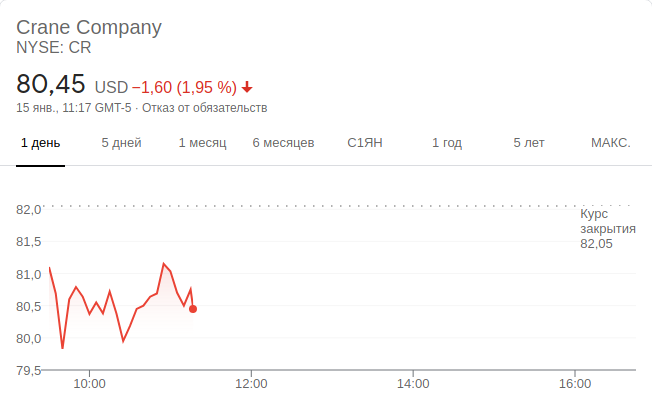 Crane Company
NYSE: CR
80,45 USD −1,60 (1,95 %)
15 янв., 11:17 GMT-5 · Отказ от обязательств
1 день 5 дней 1 месяц 6 месяцев С1ЯН 1 год 5 лет МАКС.
82,0
Курс
закрытия
82,05
81,5
81,0
80,5
80,0
79,5
10:00 12:00 14:00 16:00